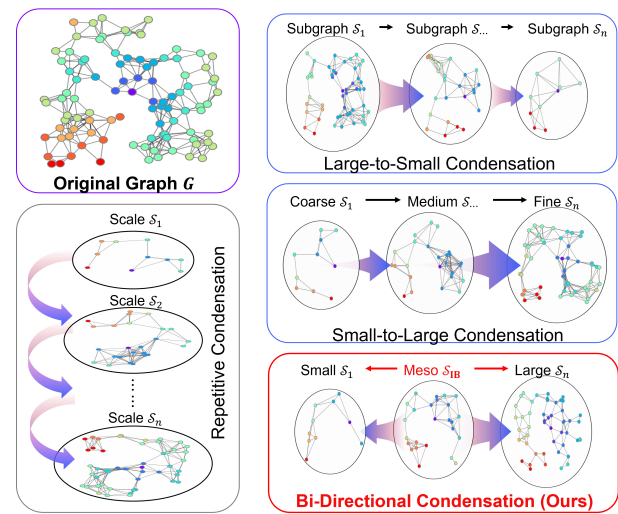 Original Graph G
Scale S₁
Scale S₂
Scale Sₙ
Repetitive Condensation
Subgraph S₁ → Subgraph S... → Subgraph Sₙ
Large-to-Small Condensation
Coarse S₁ → Medium S... → Fine Sₙ
Small-to-Large Condensation
Small S₁ ← Meso S_IB → Large Sₙ
Bi-Directional Condensation (Ours)